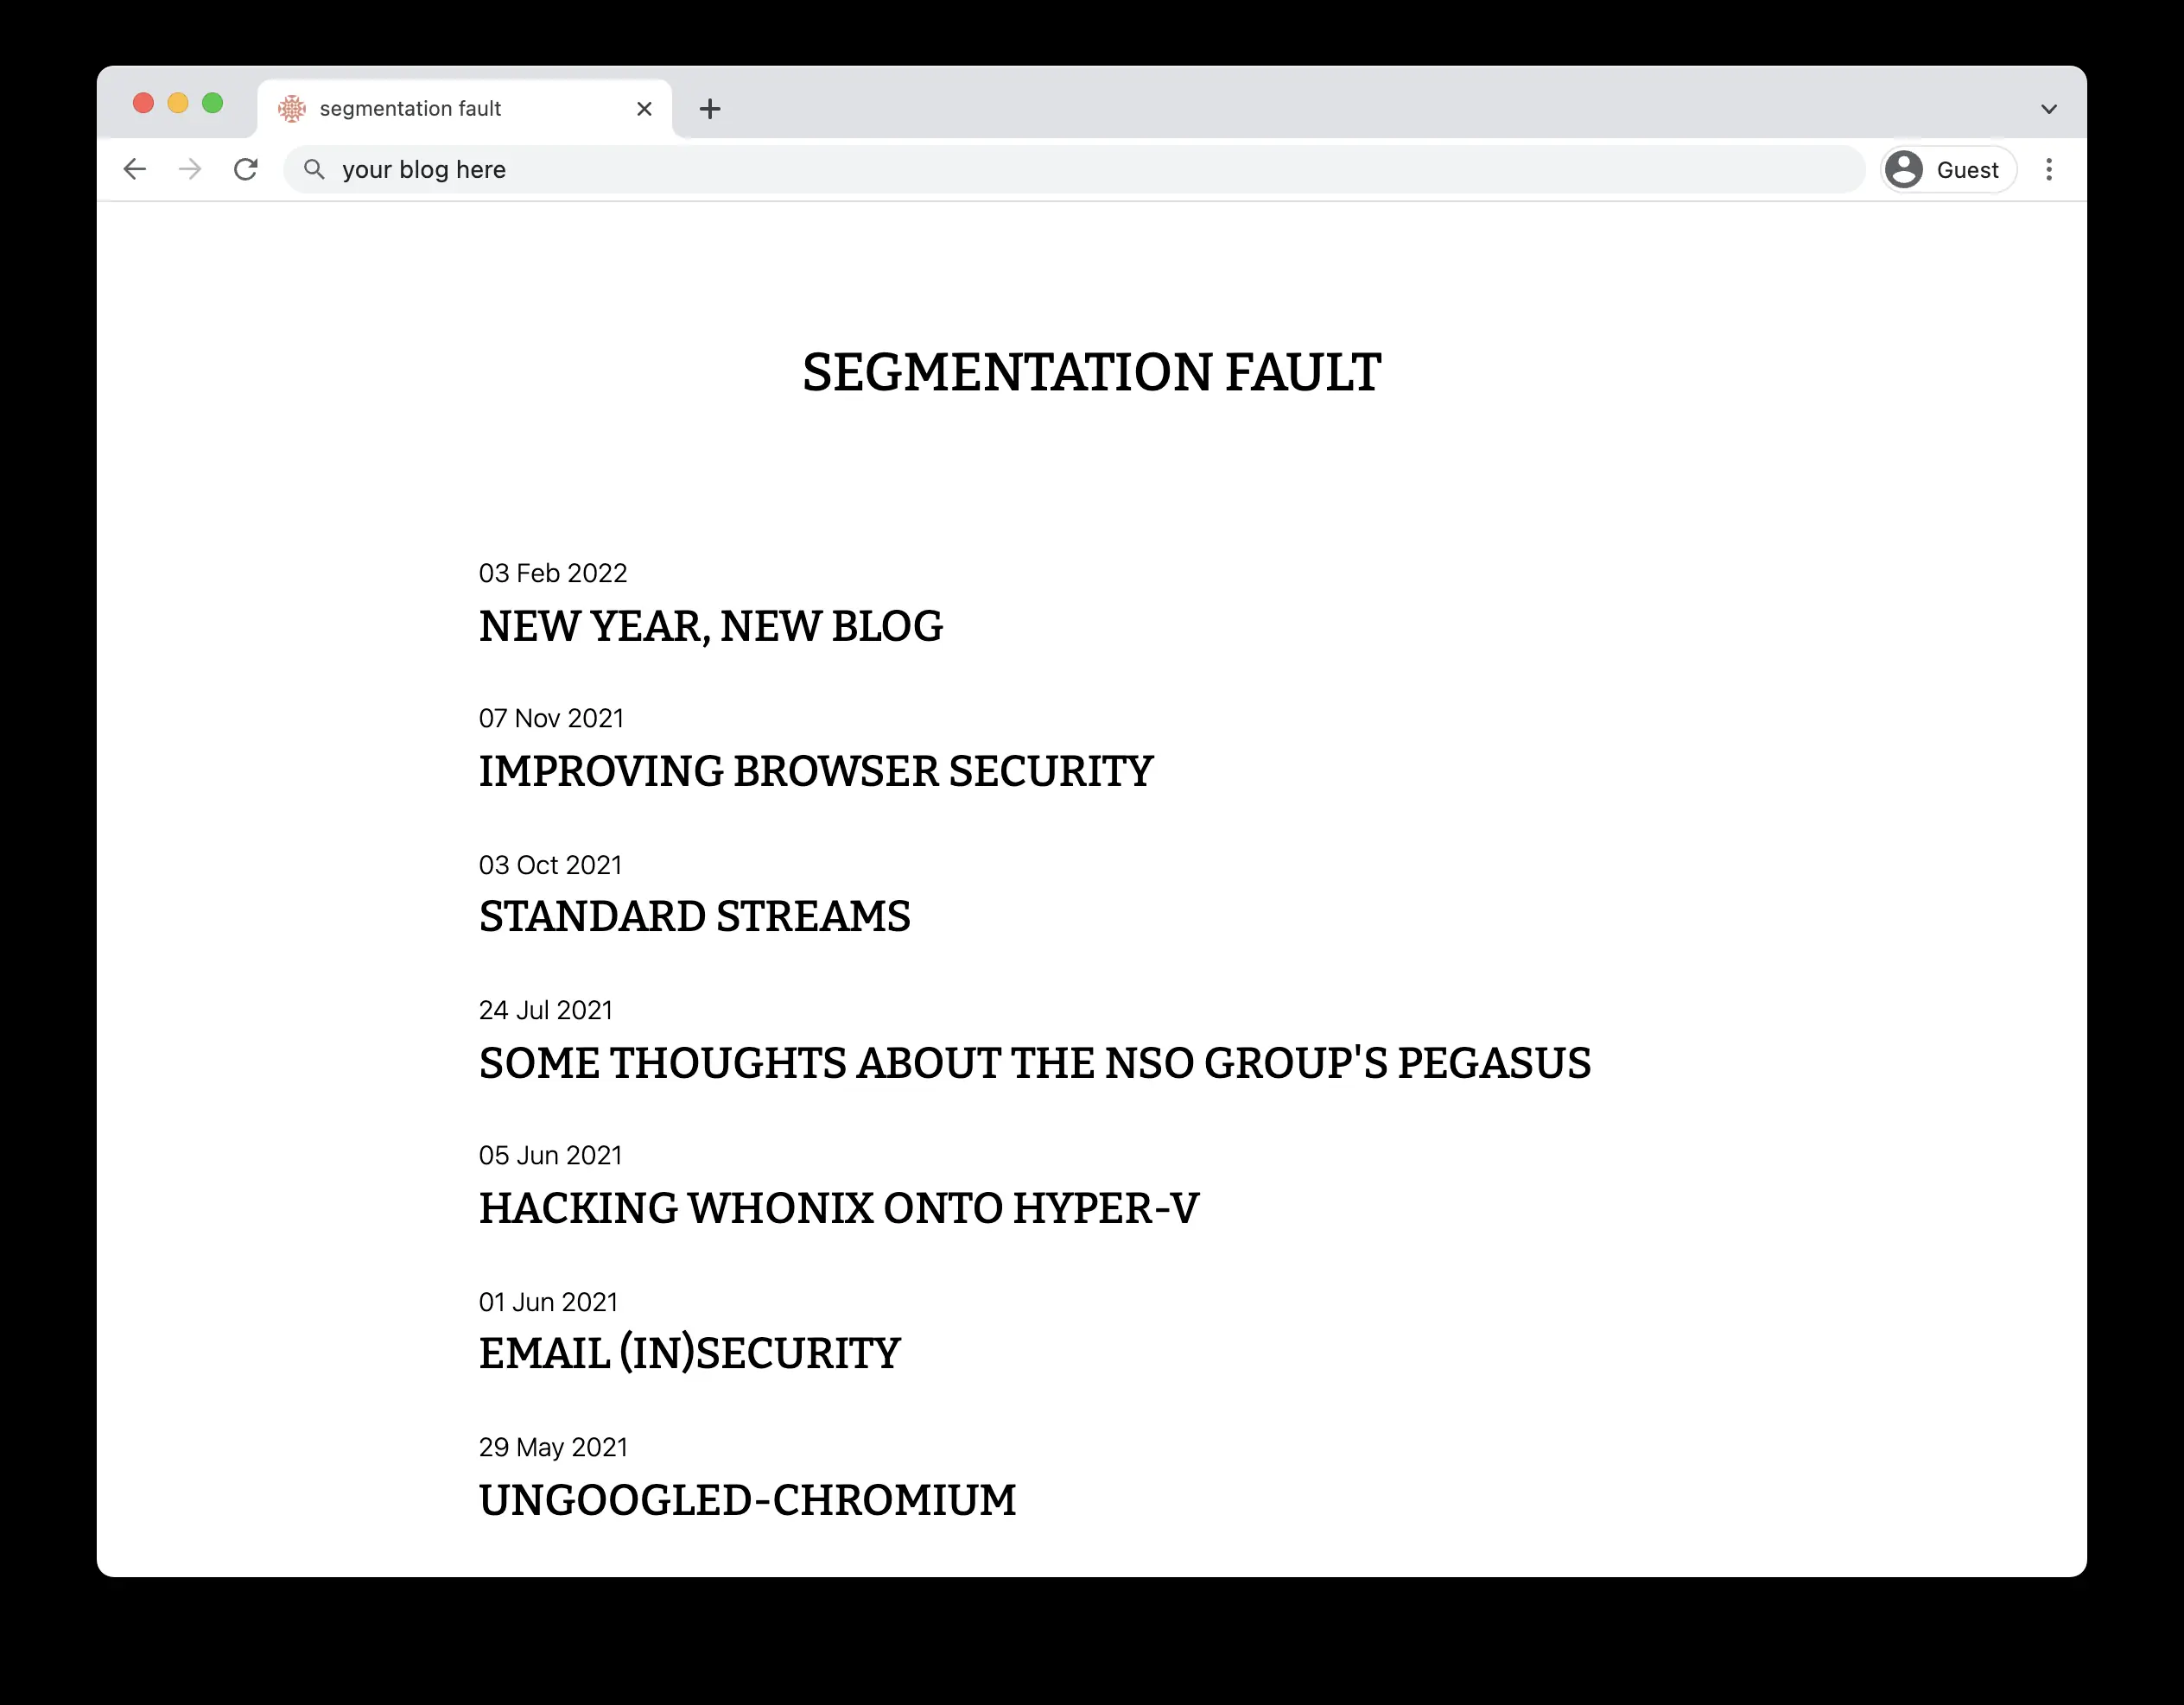 segmentation fault
your blog here
Guest
SEGMENTATION FAULT
03 Feb 2022
NEW YEAR, NEW BLOG
07 Nov 2021
IMPROVING BROWSER SECURITY
03 Oct 2021
STANDARD STREAMS
24 Jul 2021
SOME THOUGHTS ABOUT THE NSO GROUP'S PEGASUS
05 Jun 2021
HACKING WHONIX ONTO HYPER-V
01 Jun 2021
EMAIL (IN)SECURITY
29 May 2021
UNGOOGLED-CHROMIUM